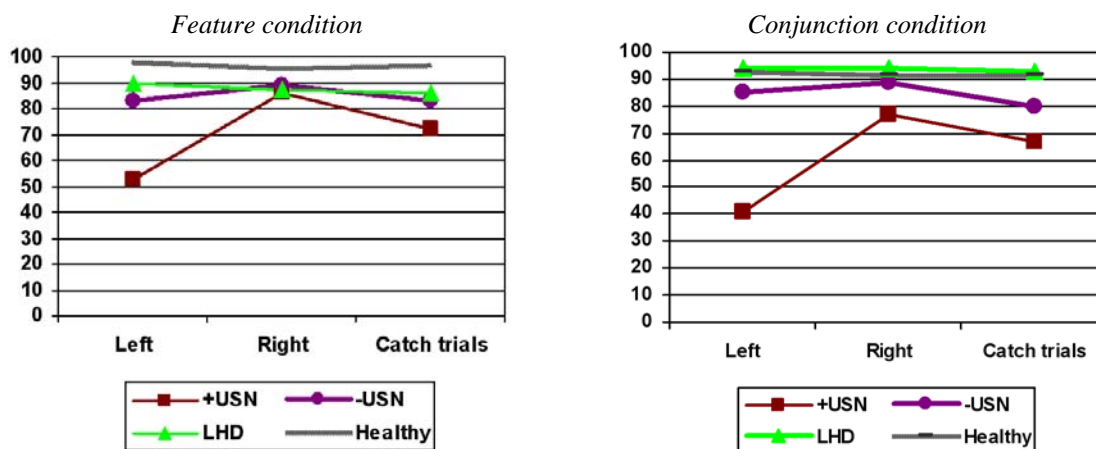 Feature condition
100
90
80
70
60
50
40
30
20
10
0
Left Right Catch trials
+USN -USN
LHD Healthy
Conjunction condition
100
90
80
70
60
50
40
30
20
10
0
Left Right Catch trials
+USN -USN
LHD Healthy